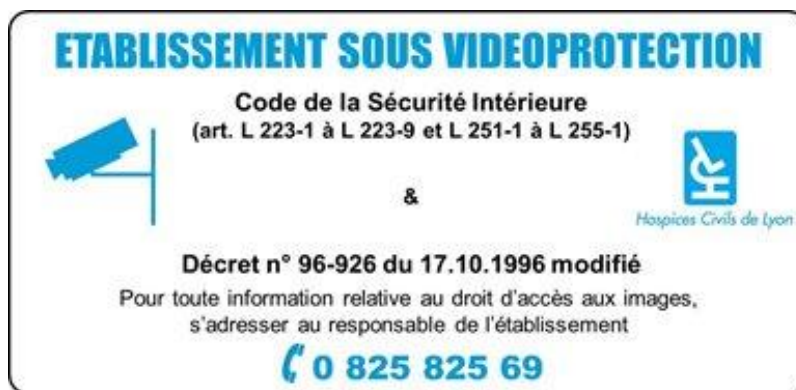 ETABLISSEMENT SOUS VIDEOPROTECTION
Code de la Sécurité Intérieure
(art. L 223-1 à L 223-9 et L 251-1 à L 255-1)
&
Hospices Civils de Lyon
Décret n° 96-926 du 17.10.1996 modifié
Pour toute information relative au droit d'accès aux images,
s'adresser au responsable de l'établissement
0 825 825 69